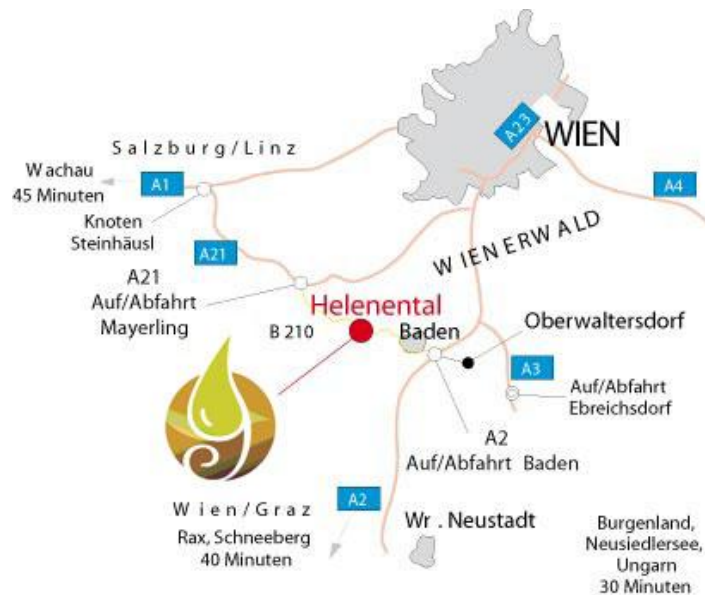 A23
WIEN
Salzburg/Linz
Wachau
45 Minuten
A1
A4
Knoten
Steinhäusl
A21
WIENERWALD
A21
Auf/Abfahrt
Mayerling
Helenental
B 210
Baden
Oberwaltersdorf
A3
Auf/Abfahrt
Ebreichsdorf
A2
Auf/Abfahrt Baden
Wien/Graz
A2
Rax, Schneeberg
40 Minuten
Wr . Neustadt
Burgenland,
Neusiedlersee,
Ungarn
30 Minuten